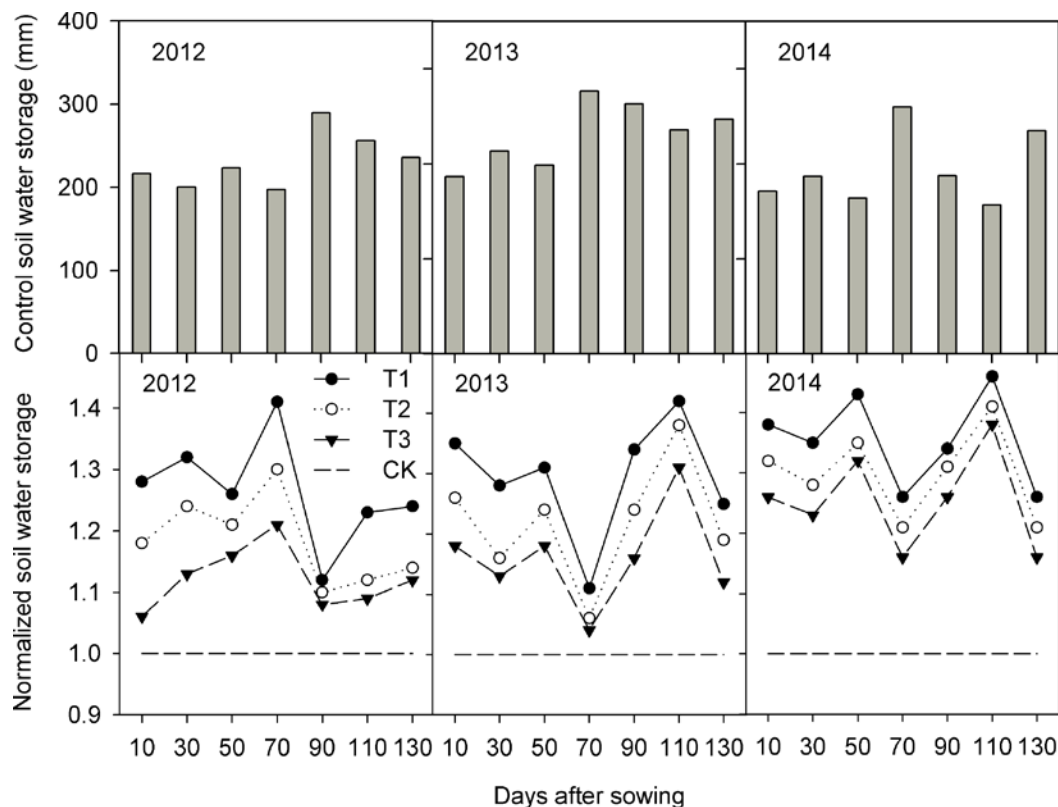 Control soil water storage (mm)
400
300
200
100
0
2012
2013
2014
Normalized soil water storage
1.4
1.3
1.2
1.1
1.0
0.9
2012
T1
T2
T3
CK
2013
2014
10 30 50 70 90 110 130 10 30 50 70 90 110 130 10 30 50 70 90 110 130
Days after sowing